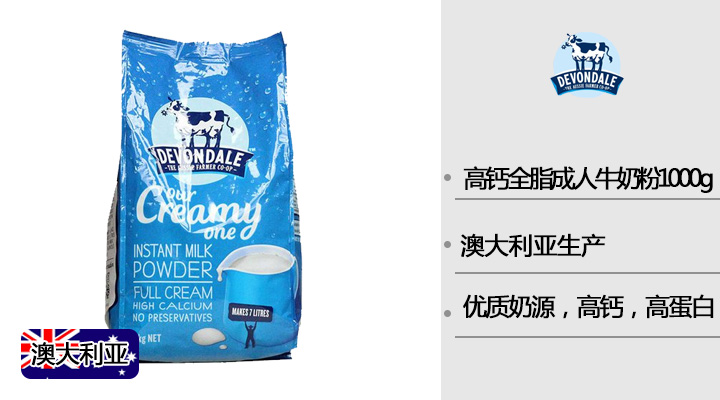 DEVONDALE
THE AUSSIE FARMER CO-OP
our
Creamy
one
INSTANT MILK
POWDER
FULL CREAM
HIGH CALCIUM
NO PRESERVATIVES
MAKES 7 LITRES
kg NET
澳大利亚
DEVONDALE
THE AUSSIE FARMER CO-OP
高钙全脂成人牛奶粉1000g
澳大利亚生产
优质奶源，高钙，高蛋白